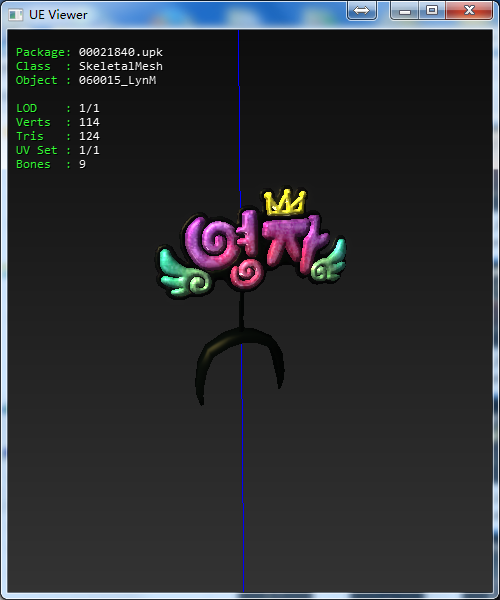 UE Viewer
Package: 00021840.upk
Class : SkeletalMesh
Object : 060015_LynM
LOD : 1/1
Verts : 114
Tris : 124
UV Set : 1/1
Bones : 9
영자